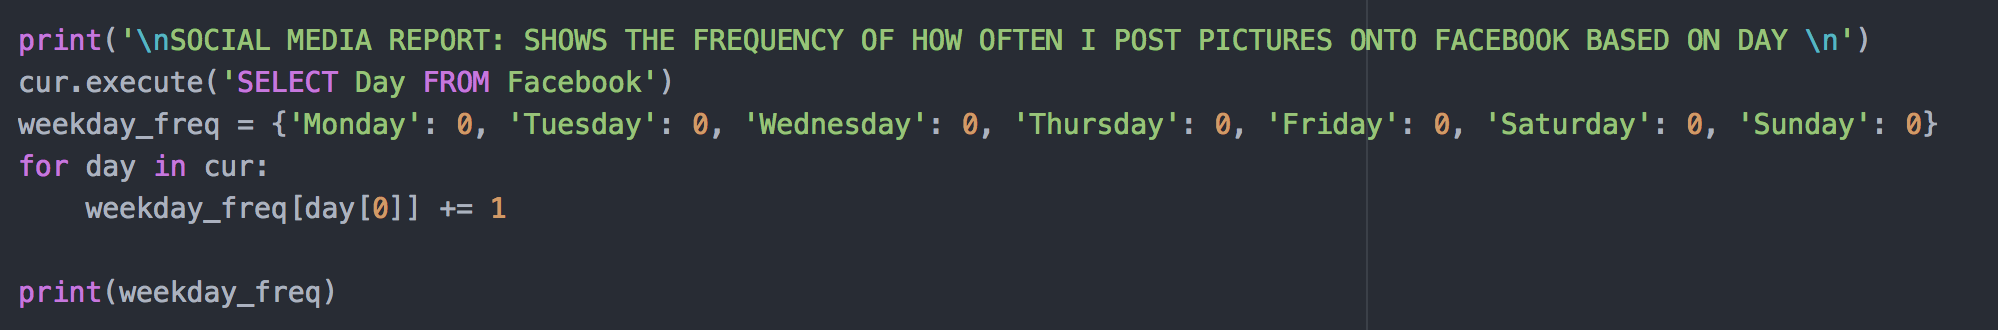 print('\nSOCIAL MEDIA REPORT: SHOWS THE FREQUENCY OF HOW OFTEN I POST PICTURES ONTO FACEBOOK BASED ON DAY \n')
cur.execute('SELECT Day FROM Facebook')
weekday_freq = {'Monday': 0, 'Tuesday': 0, 'Wednesday': 0, 'Thursday': 0, 'Friday': 0, 'Saturday': 0, 'Sunday': 0}
for day in cur:
    weekday_freq[day[0]] += 1
print(weekday_freq)